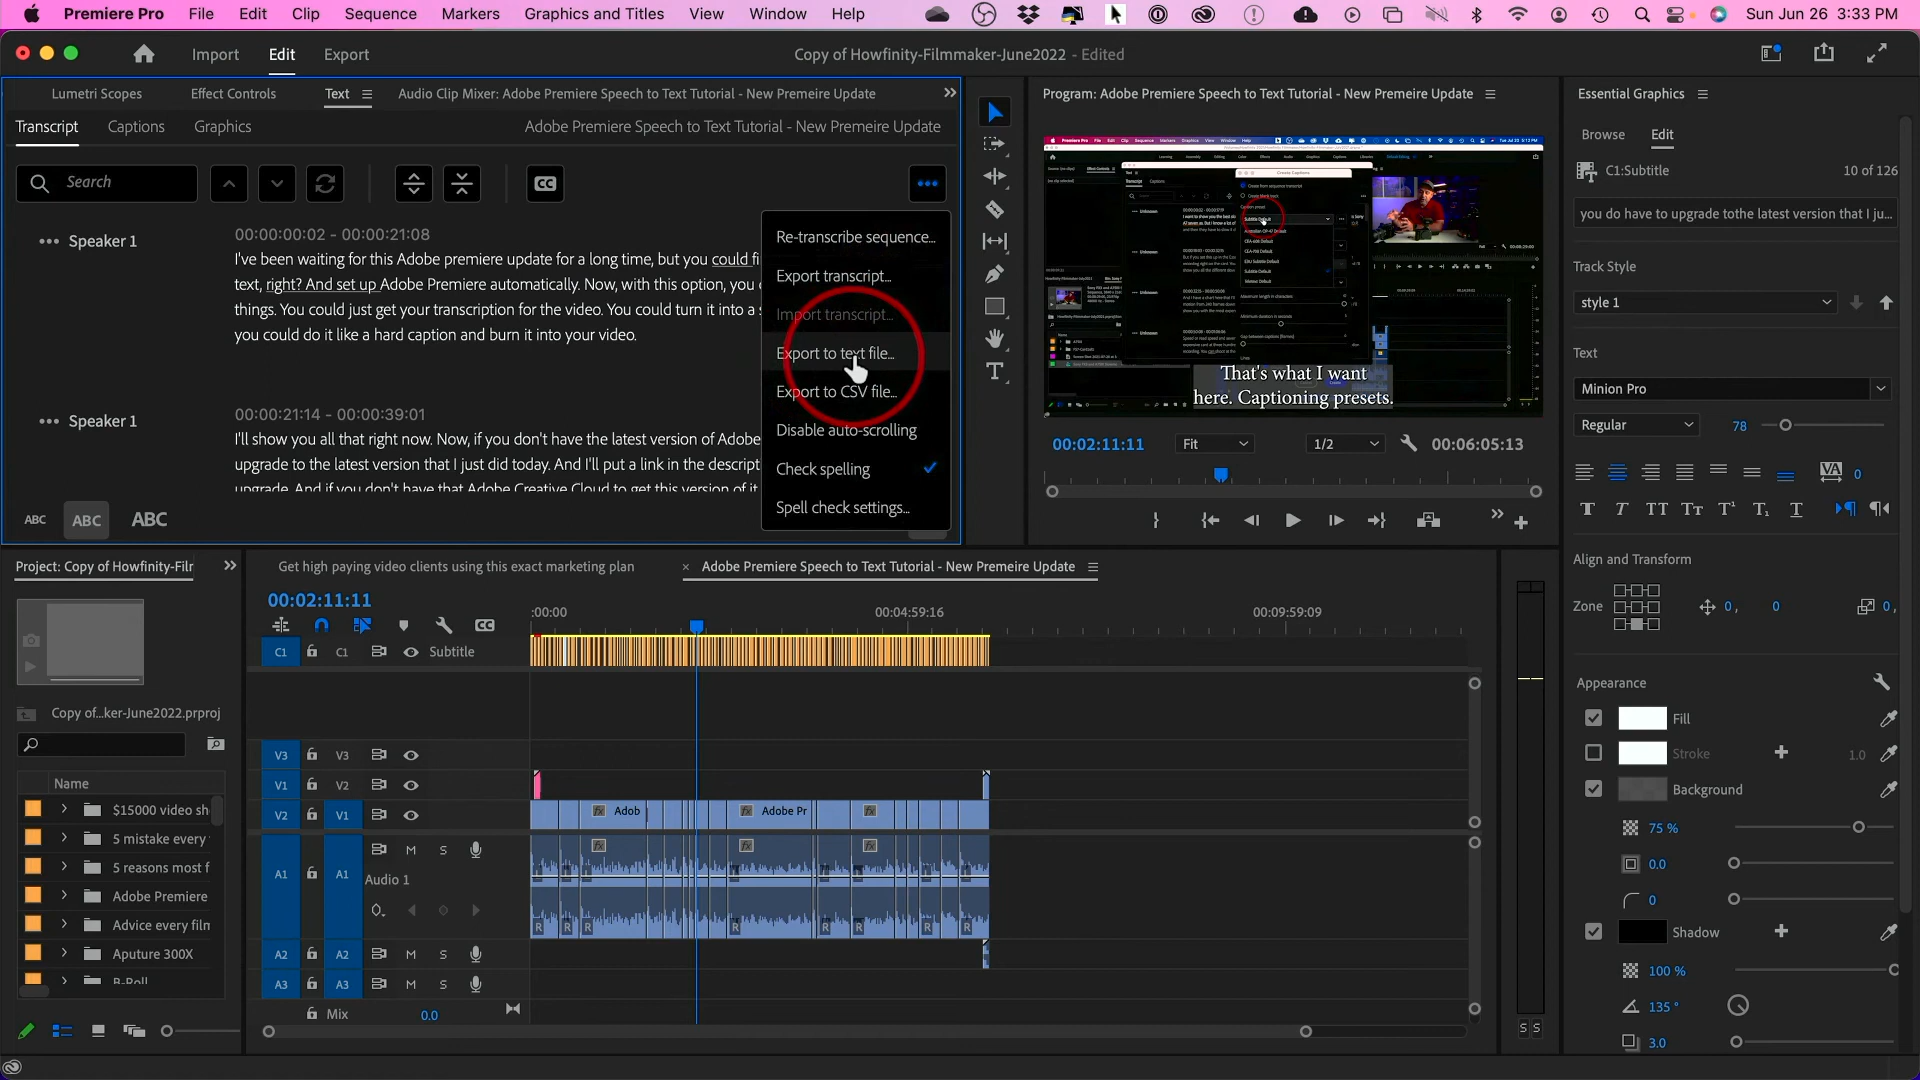 Premiere Pro File Edit Clip Sequence Markers Graphics and Titles View Window Help Sun Jun 26 3:33 PM
Import Edit Export Copy of Howfinity-Filmmaker-June2022 - Edited
Lumetri Scopes Effect Controls Text Audio Clip Mixer: Adobe Premiere Speech to Text Tutorial - New Premeire Update
Transcript Captions Graphics Adobe Premiere Speech to Text Tutorial - New Premeire Update
Search
Speaker 1 00:00:00:02 - 00:00:21:08
I've been waiting for this Adobe premiere update for a long time, but you could fi
text, right? And set up Adobe Premiere automatically. Now, with this option, you
things. You could just get your transcription for the video. You could turn it into a s
you could do it like a hard caption and burn it into your video.
Speaker 1 00:00:21:14 - 00:00:39:01
I'll show you all that right now. Now, if you don't have the latest version of Adobe
upgrade to the latest version that I just did today. And I'll put a link in the descript
upgrade. And if you don't have that Adobe Creative Cloud to get this version of it
ABC ABC ABC
Re-transcribe sequence...
Export transcript...
Import transcript...
Export to text file...
Export to CSV file...
Disable auto-scrolling
Check spelling
Spell check settings...
Program: Adobe Premiere Speech to Text Tutorial - New Premeire Update
That's what I want
here. Captioning presets.
00:02:11:11 Fit 1/2 00:06:05:13
Essential Graphics
Browse Edit
C1:Subtitle 10 of 126
you do have to upgrade tothe latest version that I ju...
Track Style
style 1
Text
Minion Pro
Regular 78
VA 0
T T TT Tт T¹ T₁ T
Align and Transform
Zone 0, 0 0,
Appearance
Fill
Stroke 1.0
Background
75 %
0.0
0
Shadow
100 %
135 °
3.0
Project: Copy of Howfinity-Filr
Copy of...ker-June2022.prproj
Name
$15000 video sh
5 mistake every
5 reasons most f
Adobe Premiere
Advice every film
Aputure 300X
B-Roll
Get high paying video clients using this exact marketing plan Adobe Premiere Speech to Text Tutorial - New Premeire Update
00:02:11:11
:00:00 00:04:59:16 00:09:59:09
C1 C1 Subtitle
V3 V3
V1 V2
V2 V1 fx Adob fx Adobe Pr fx
A1 A1 M S
Audio 1
fx fx fx
R R R R R R R R
A2 A2 M S
A3 A3 M S
Mix 0.0
S S